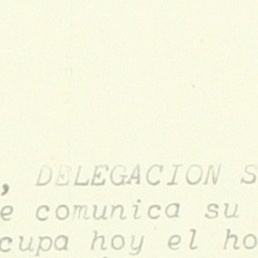 , DELEGACION S
e comunica su
cupa hoy el ho